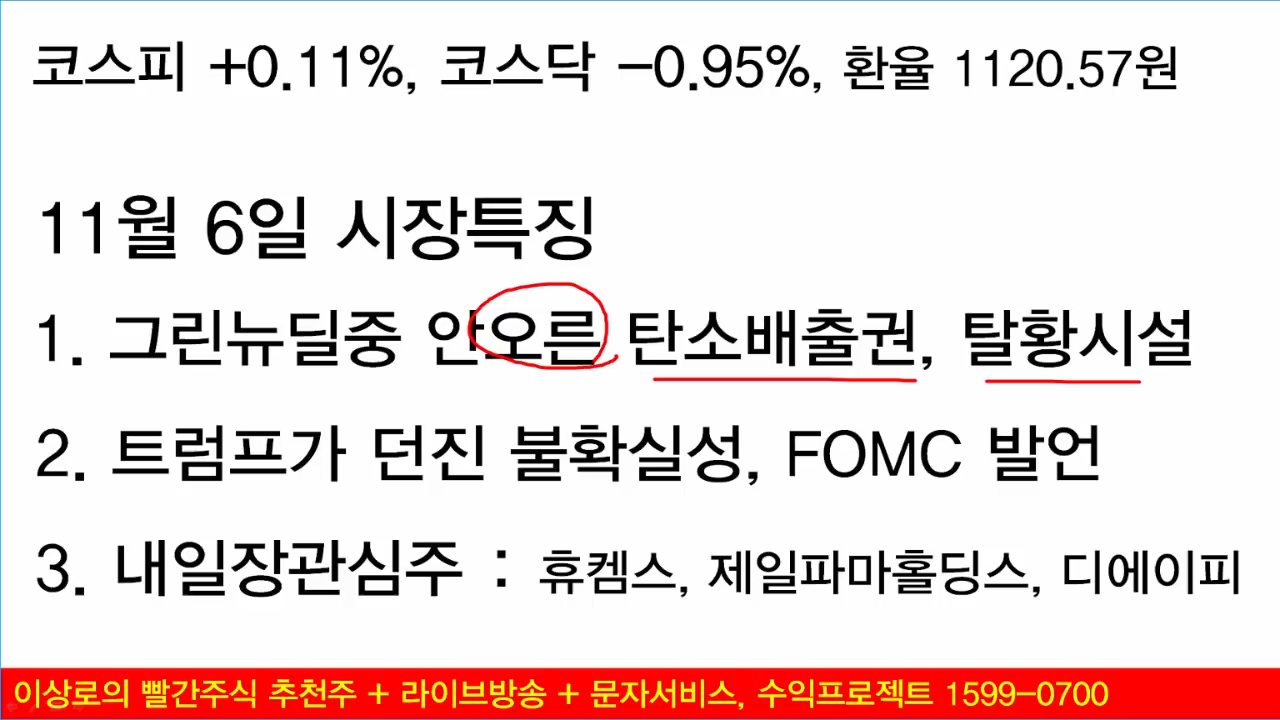 코스피 +0.11%, 코스닥 -0.95%, 환율 1120.57원
11월 6일 시장특징
1. 그린뉴딜중 안오른 탄소배출권, 탈황시설
2. 트럼프가 던진 불확실성, FOMC 발언
3. 내일장관심주 : 휴켐스, 제일파마홀딩스, 디에이피
이상로의 빨간주식 추천주 + 라이브방송 + 문자서비스, 수익프로젝트 1599-0700